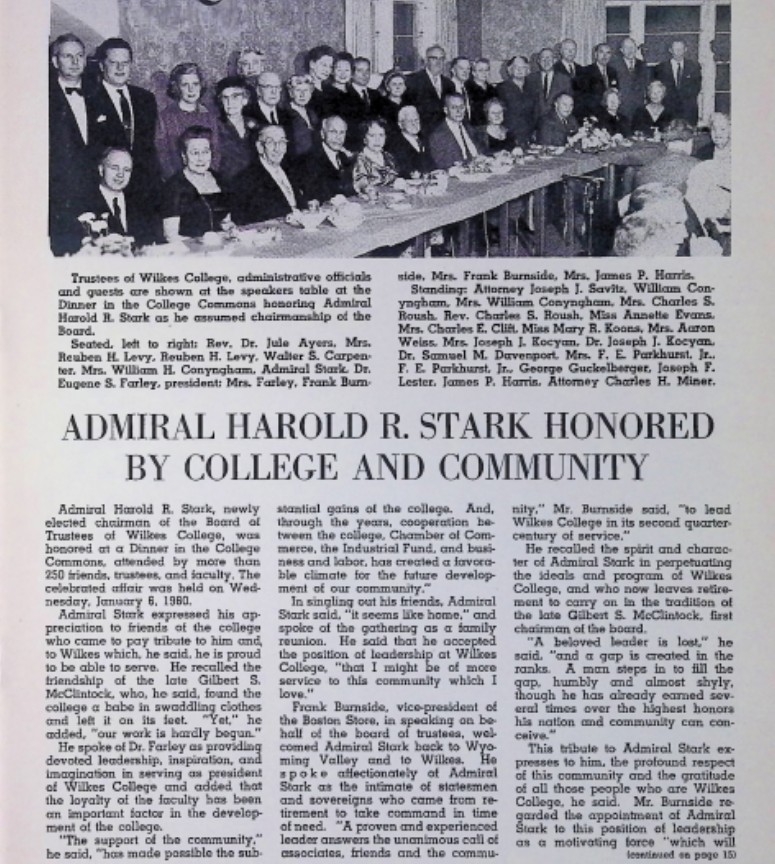 Trustees of Wilkes College, administrative officials
and guests are shown at the speakers table at the
Dinner in the College Commons honoring Admiral
Harold R. Stark as he assumed chairmanship of the
Board.
Seated, left to right: Rev. Dr. Jule Ayers, Mrs.
Reuben H. Levy, Reuben H. Levy, Walter S. Carpen-
ter, Mrs. William H. Conyngham, Admiral Stark, Dr.
Eugene S. Farley, president; Mrs. Farley, Frank Burn-
side, Mrs. Frank Burnside, Mrs. James P. Harris.
Standing: Attorney Joseph J. Savitz, William Con-
yngham, Mrs. William Conyngham, Mrs. Charles S.
Roush, Rev. Charles S. Roush, Miss Annette Evans,
Mrs. Charles E. Clift, Miss Mary R. Koons, Mrs. Aaron
Weiss, Mrs. Joseph J. Kocyan, Dr. Joseph J. Kocyan,
Dr. Samuel M. Davenport, Mrs. F. E. Parkhurst, Jr.,
F. E. Parkhurst, Jr., George Guckelberger, Joseph F.
Lester, James P. Harris, Attorney Charles H. Miner.
ADMIRAL HAROLD R. STARK HONORED
BY COLLEGE AND COMMUNITY
Admiral Harold R. Stark, newly
elected chairman of the Board of
Trustees of Wilkes College, was
honored at a Dinner in the College
Commons, attended by more than
250 friends, trustees, and faculty. The
celebrated affair was held on Wed-
nesday, January 6, 1960.
Admiral Stark expressed his ap-
preciation to friends of the college
who came to pay tribute to him and,
to Wilkes which, he said, he is proud
to be able to serve. He recalled the
friendship of the late Gilbert S.
McClintock, who, he said, found the
college a babe in swaddling clothes
and left it on its feet. "Yet," he
added, "our work is hardly begun."
He spoke of Dr. Farley as providing
devoted leadership, inspiration, and
imagination in serving as president
of Wilkes College and added that
the loyalty of the faculty has been
an important factor in the develop-
ment of the college.
"The support of the community,"
he said, "has made possible the sub-
stantial gains of the college. And,
through the years, cooperation be-
tween the college, Chamber of Com-
merce, the Industrial Fund, and busi-
ness and labor, has created a favora-
ble climate for the future develop-
ment of our community."
In singling out his friends, Admiral
Stark said, "it seems like home," and
spoke of the gathering as a family
reunion. He said that he accepted
the position of leadership at Wilkes
College, "that I might be of more
service to this community which I
love."
Frank Burnside, vice-president of
the Boston Store, in speaking on be-
half of the board of trustees, wel-
comed Admiral Stark back to Wyo-
ming Valley and to Wilkes. He
spoke affectionately of Admiral
Stark as the intimate of statesmen
and sovereigns who came from re-
tirement to take command in time
of need. "A proven and experienced
leader answers the unanimous call of
associates, friends and the commu-
nity," Mr. Burnside said, "to lead
Wilkes College in its second quarter-
century of service."
He recalled the spirit and charac-
ter of Admiral Stark in perpetuating
the ideals and program of Wilkes
College, and who now leaves retire-
ment to carry on in the tradition of
the late Gilbert S. McClintock, first
chairman of the board.
"A beloved leader is lost," he
said, "and a gap is created in the
ranks. A man steps in to fill the
gap, humbly and almost shyly,
though he has already earned sev-
eral times over the highest honors
his nation and community can con-
ceive."
This tribute to Admiral Stark ex-
presses to him, the profound respect
of this community and the gratitude
of all those people who are Wilkes
College, he said. Mr. Burnside re-
garded the appointment of Admiral
Stark to this position of leadership
as a motivating force "which will
(continued on page 15)